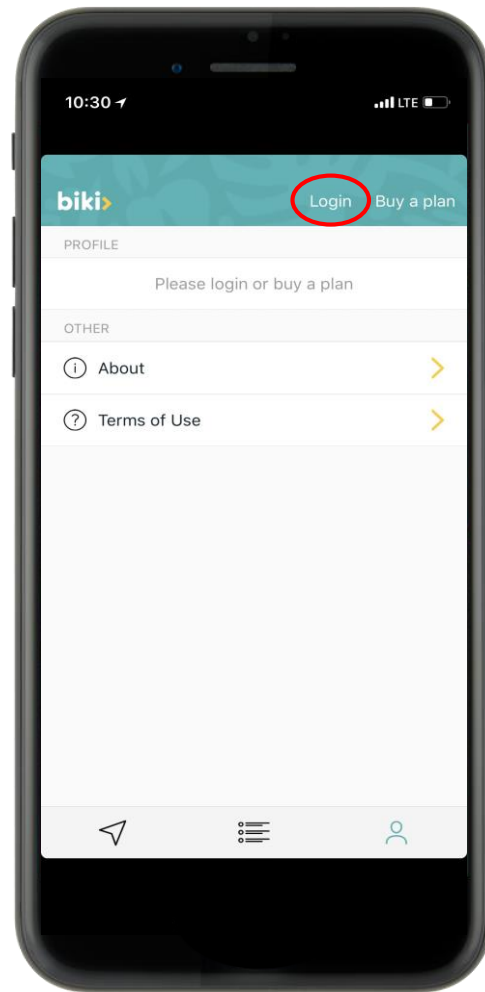 10:30 LTE
biki Login Buy a plan
PROFILE
Please login or buy a plan
OTHER
About
Terms of Use